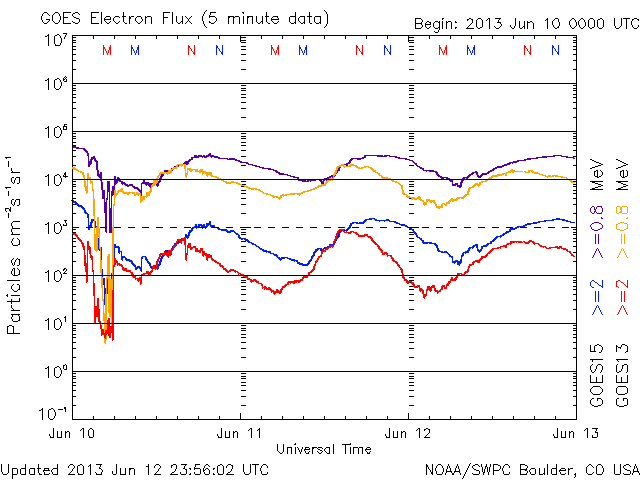 GOES Electron Flux (5 minute data)
Begin: 2013 Jun 10 0000 UTC
M M N N M M N N M M N N
10⁷
10⁶
10⁵
10⁴
10³
10²
10¹
10⁰
10⁻¹
Particles cm⁻²s⁻¹sr⁻¹
Jun 10 Jun 11 Jun 12 Jun 13
Universal Time
GOES15 >=2 >=0.8 MeV
GOES13 >=2 >=0.8 MeV
Updated 2013 Jun 12 23:56:02 UTC
NOAA/SWPC Boulder, CO USA